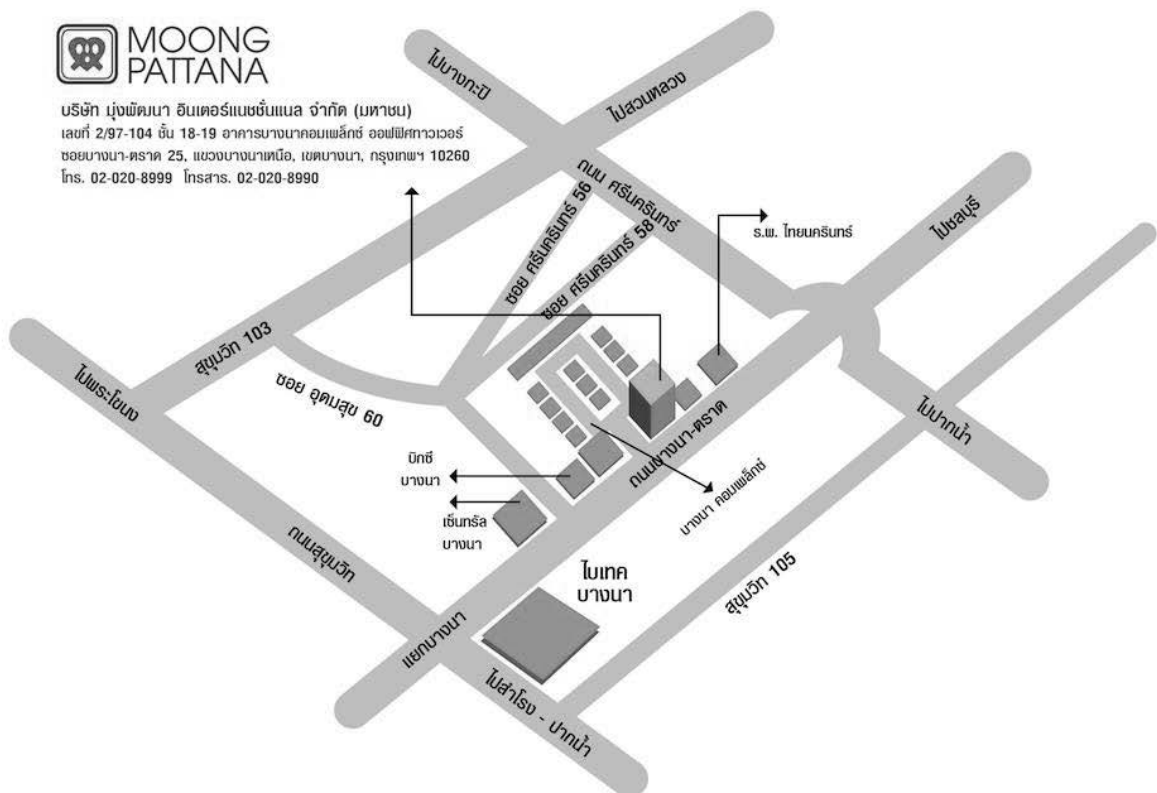 MOONG
PATTANA
บริษัท มุ่งพัฒนา อินเตอร์แนชชั่นแนล จำกัด (มหาชน)
เลขที่ 2/97-104 ชั้น 18-19 อาคารบางนาคอมเพล็กซ์ ออฟฟิศทาวเวอร์
ซอยบางนา-ตราด 25, แขวงบางนาเหนือ, เขตบางนา, กรุงเทพฯ 10260
โทร. 02-020-8999 โทรสาร. 02-020-8990
ไปบางกะปิ
ไปสวนหลวง
ถนน ศรีนครินทร์
ซอย ศรีนครินทร์ 56
ซอย ศรีนครินทร์ 58
ร.พ. ไทยนครินทร์
ไปชลบุรี
สุขุมวิท 103
ไปพระโขนง
ซอย อุดมสุข 60
ไปปากน้ำ
ถนนบางนา-ตราด
บิกซี
บางนา
บางนา คอมเพล็กซ์
เซ็นทรัล
บางนา
ถนนสุขุมวิท
ไบเทค
บางนา
สุขุมวิท 105
แยกบางนา
ไปสำโรง - ปากน้ำ